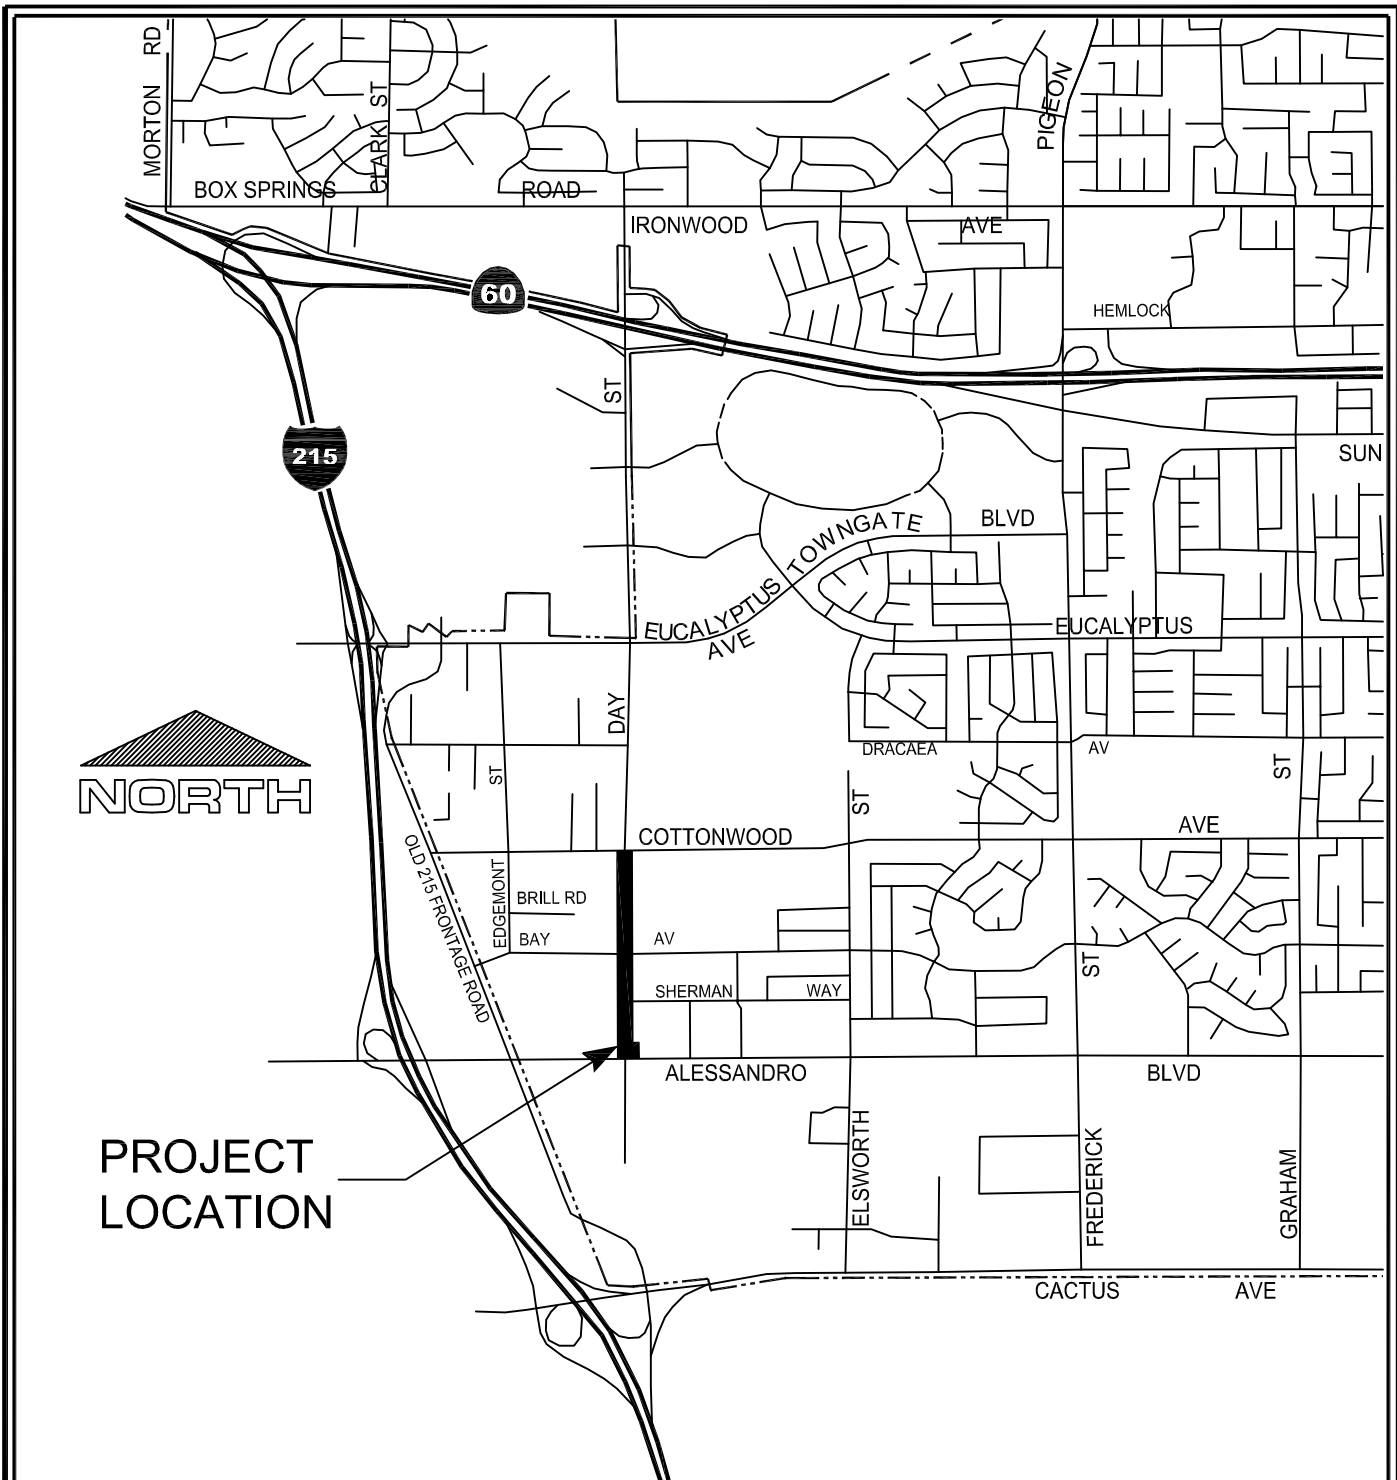 MORTON RD
CLARK ST
PIGEON
BOX SPRINGS ROAD
IRONWOOD AVE
60
HEMLOCK
ST
215
SUN
TOWNGATE BLVD
EUCALYPTUS AVE
EUCALYPTUS
DAY
NORTH
DRACAEA AV
ST
ST
ST
COTTONWOOD AVE
OLD 215 FRONTAGE ROAD
EDGEMONT
BRILL RD
BAY AV
ST
SHERMAN WAY
ALESSANDRO BLVD
PROJECT
LOCATION
ELSWORTH
FREDERICK
GRAHAM
CACTUS AVE